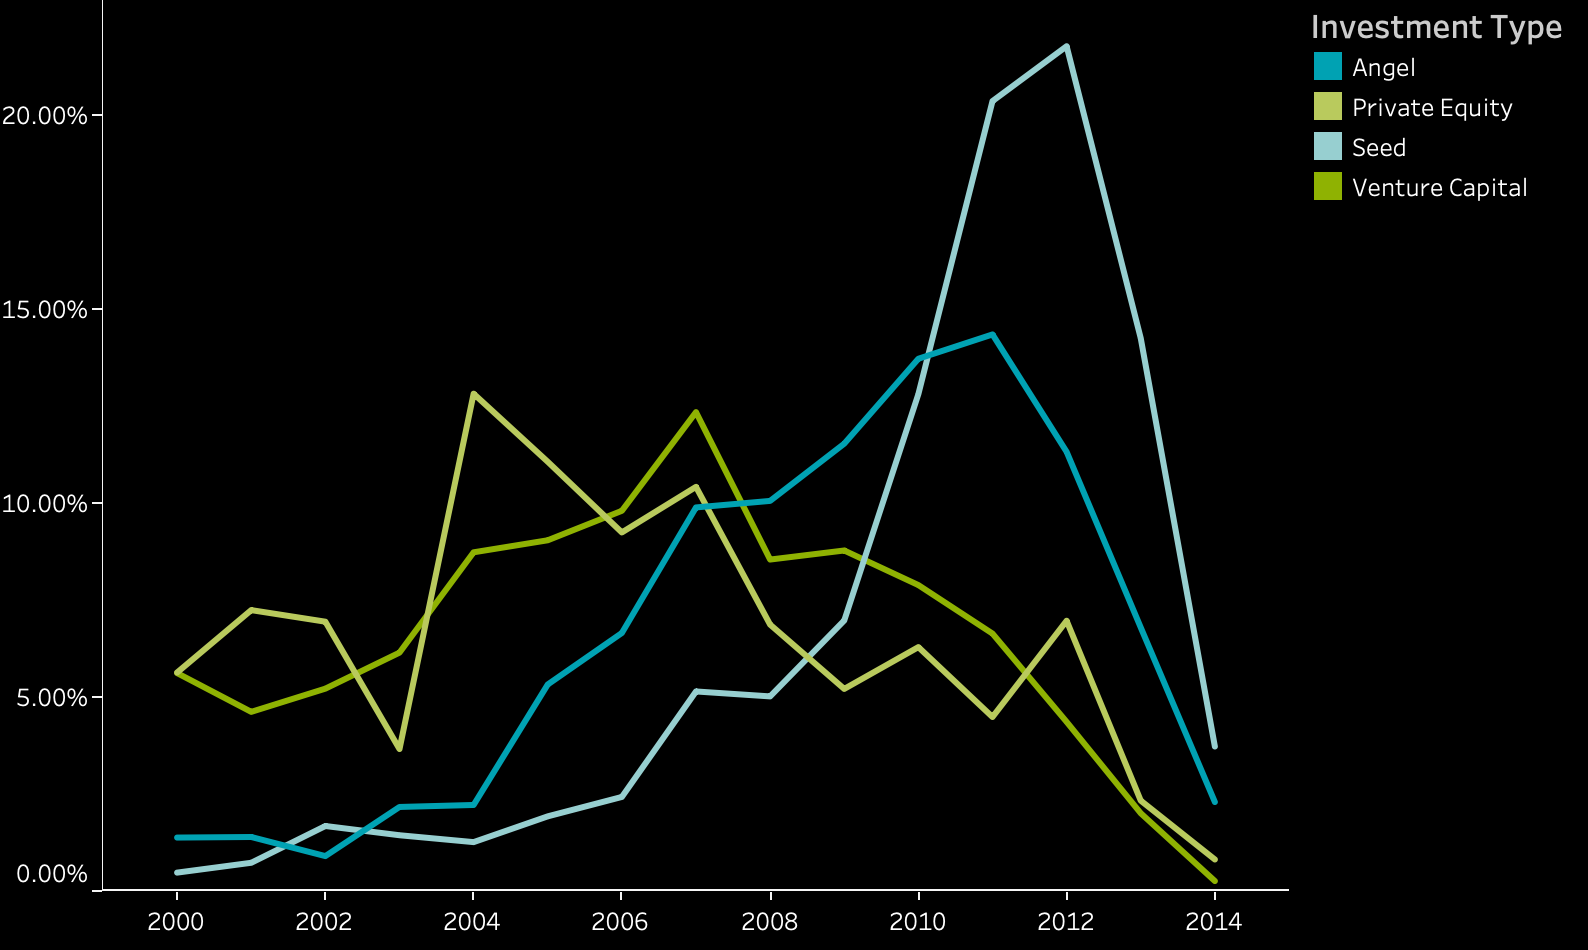 Investment Type
Angel
Private Equity
Seed
Venture Capital
20.00%
15.00%
10.00%
5.00%
0.00%
2000 2002 2004 2006 2008 2010 2012 2014